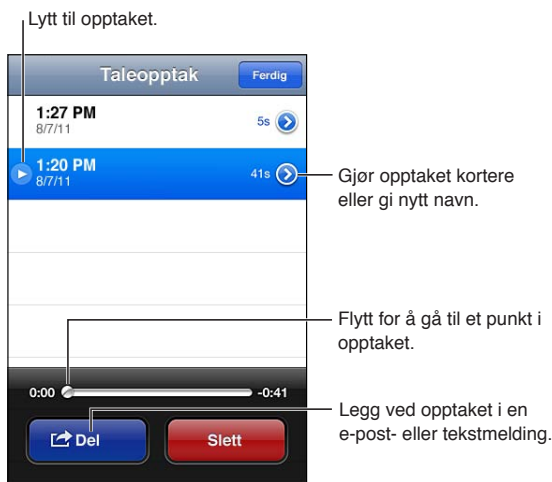 Lytt til opptaket.
Taleopptak
Ferdig
1:27 PM
8/7/11
5s
1:20 PM
8/7/11
41s
Gjør opptaket kortere
eller gi nytt navn.
Flytt for å gå til et punkt i
opptaket.
0:00
-0:41
Legg ved opptaket i en
e-post- eller tekstmelding.
Del
Slett